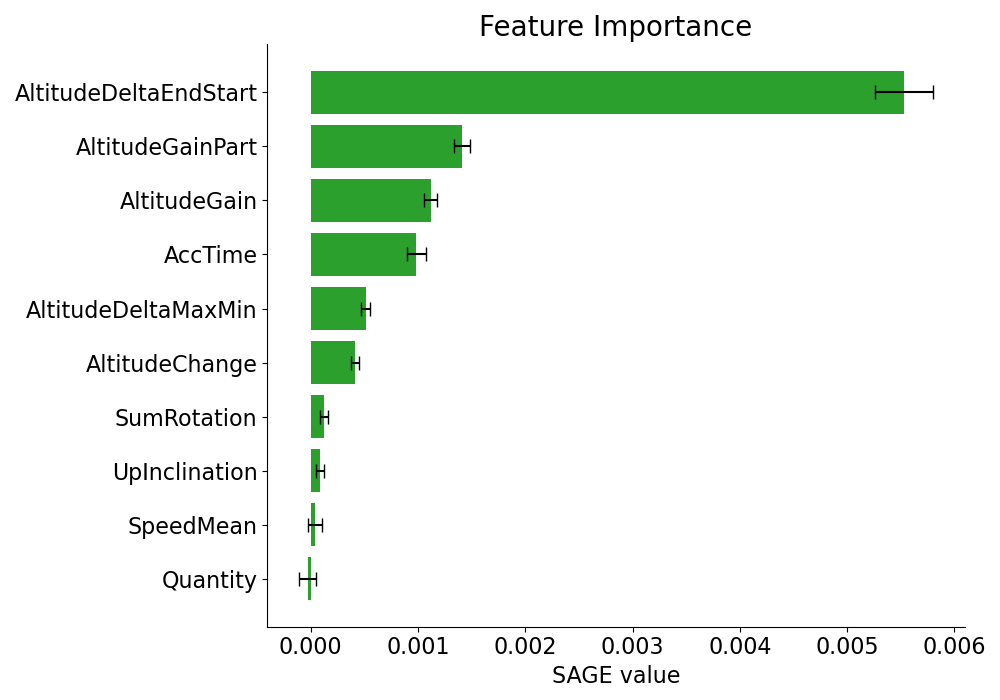 Feature Importance
AltitudeDeltaEndStart
AltitudeGainPart
AltitudeGain
AccTime
AltitudeDeltaMaxMin
AltitudeChange
SumRotation
UpInclination
SpeedMean
Quantity
0.000 0.001 0.002 0.003 0.004 0.005 0.006
SAGE value